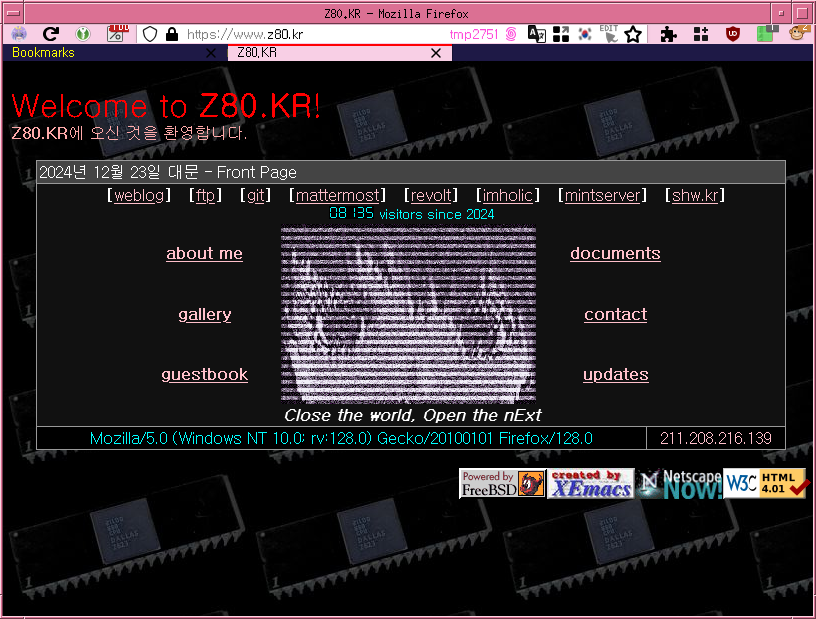 Z80.KR — Mozilla Firefox
https://www.z80.kr
tmp2751
EDIT
Bookmarks
Z80.KR
Welcome to Z80.KR!
Z80.KR에 오신 것을 환영합니다.
2024년 12월 23일 대문 - Front Page
[weblog] [ftp] [git] [mattermost] [revolt] [imholic] [mintserver] [shw.kr]
08135 visitors since 2024
about me
documents
gallery
contact
guestbook
updates
Close the world, Open the nExt
Mozilla/5.0 (Windows NT 10.0; rv:128.0) Gecko/20100101 Firefox/128.0
211.208.216.139
Powered by
FreeBSD
created by
XEmacs
Netscape
Now!
W3C HTML
4.01